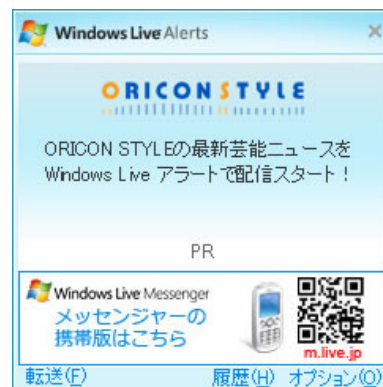 Windows Live Alerts
ORICON STYLE
ORICON STYLEの最新芸能ニュースを
Windows Live アラートで配信スタート！
PR
Windows Live Messenger
メッセンジャーの
携帯版はこちら
m.live.jp
転送(F) 履歴(H) オプション(O)